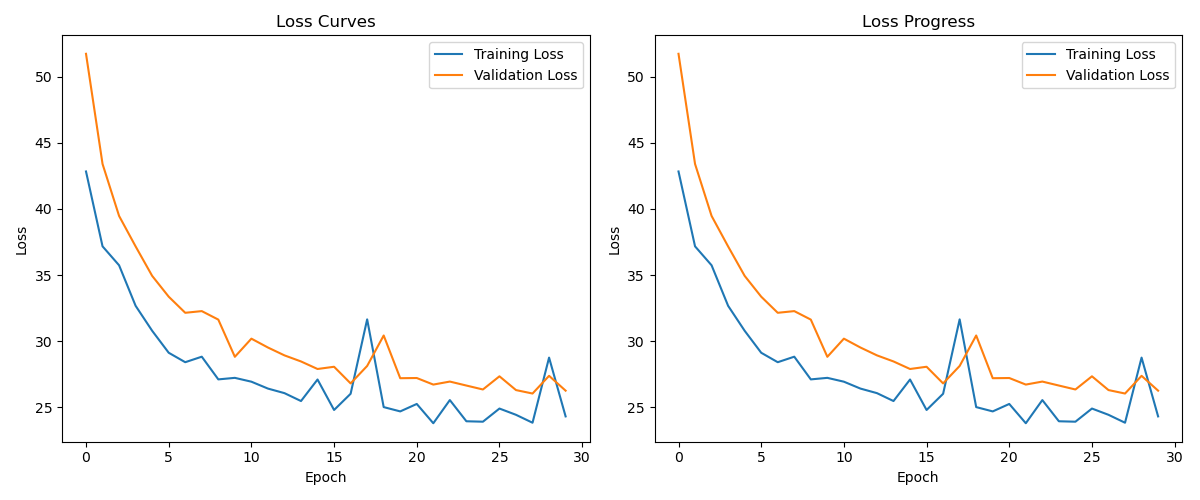 Loss Curves
Training Loss
Validation Loss
50
45
40
35
30
25
Loss
0 5 10 15 20 25 30
Epoch
Loss Progress
Training Loss
Validation Loss
50
45
40
35
30
25
Loss
0 5 10 15 20 25 30
Epoch